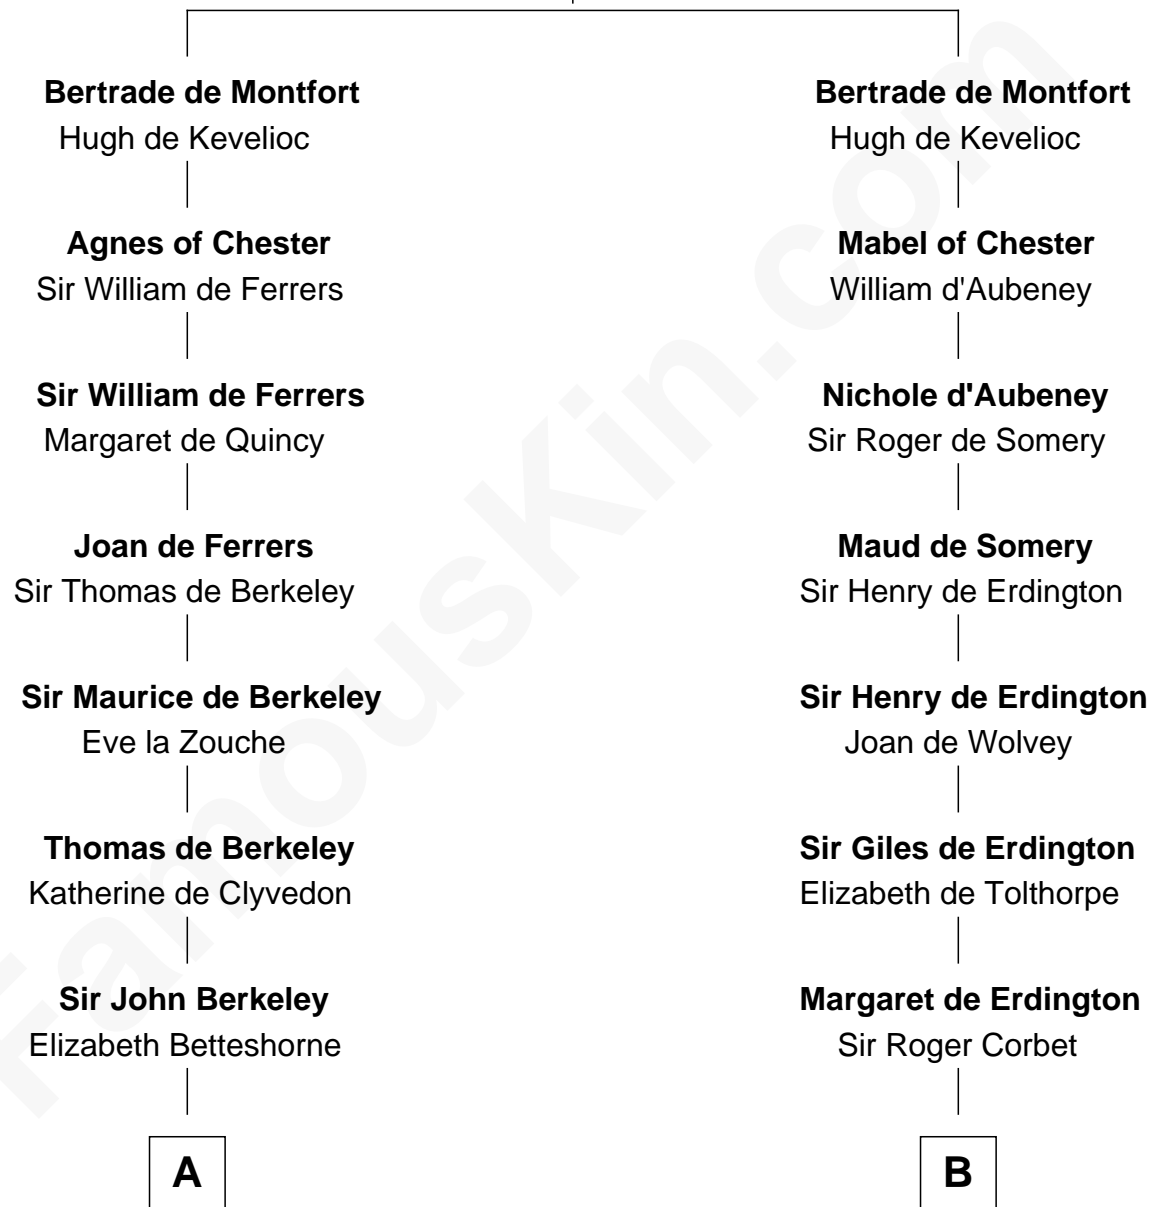 Bertrade de Montfort
Hugh de Kevelioc
Agnes of Chester
Sir William de Ferrers
Sir William de Ferrers
Margaret de Quincy
Joan de Ferrers
Sir Thomas de Berkeley
Sir Maurice de Berkeley
Eve la Zouche
Thomas de Berkeley
Katherine de Clyvedon
Sir John Berkeley
Elizabeth Betteshorne
A
Bertrade de Montfort
Hugh de Kevelioc
Mabel of Chester
William d'Aubeney
Nichole d'Aubeney
Sir Roger de Somery
Maud de Somery
Sir Henry de Erdington
Sir Henry de Erdington
Joan de Wolvey
Sir Giles de Erdington
Elizabeth de Tolthorpe
Margaret de Erdington
Sir Roger Corbet
B
FamousKin.com